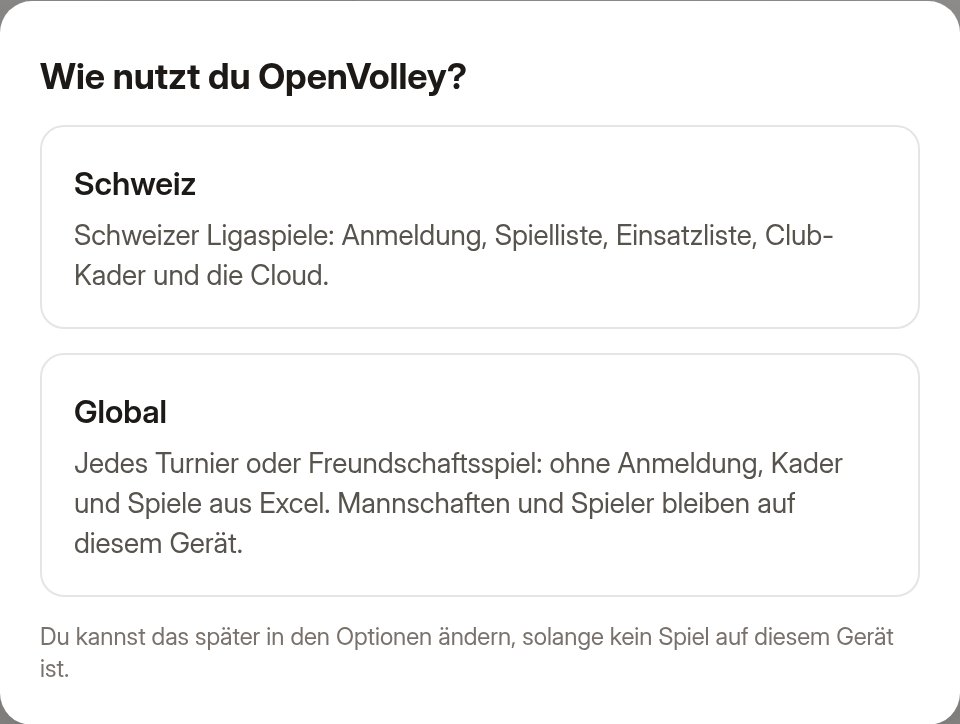 Wie nutzt du OpenVolley?
Schweiz
Schweizer Ligaspiele: Anmeldung, Spielliste, Einsatzliste, Club-
Kader und die Cloud.
Global
Jedes Turnier oder Freundschaftsspiel: ohne Anmeldung, Kader
und Spiele aus Excel. Mannschaften und Spieler bleiben auf
diesem Gerät.
Du kannst das später in den Optionen ändern, solange kein Spiel auf diesem Gerät
ist.